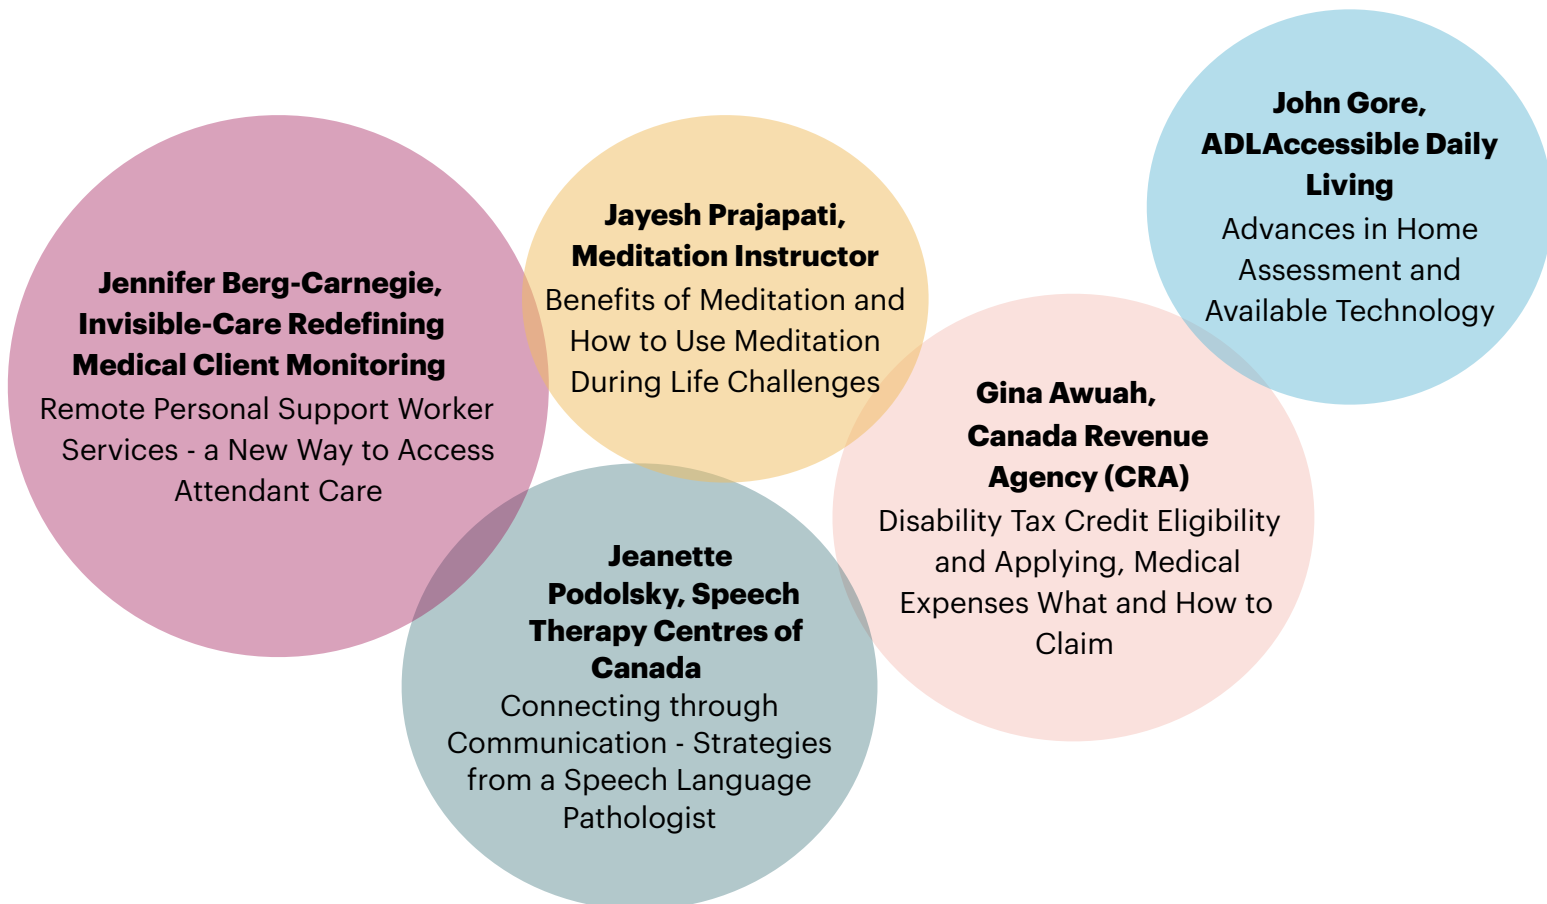 Jennifer Berg-Carnegie,
Invisible-Care Redefining
Medical Client Monitoring
Remote Personal Support Worker
Services - a New Way to Access
Attendant Care
Jayesh Prajapati,
Meditation Instructor
Benefits of Meditation and
How to Use Meditation
During Life Challenges
Jeanette
Podolsky, Speech
Therapy Centres of
Canada
Connecting through
Communication - Strategies
from a Speech Language
Pathologist
Gina Awuah,
Canada Revenue
Agency (CRA)
Disability Tax Credit Eligibility
and Applying, Medical
Expenses What and How to
Claim
John Gore,
ADLAccessible Daily
Living
Advances in Home
Assessment and
Available Technology